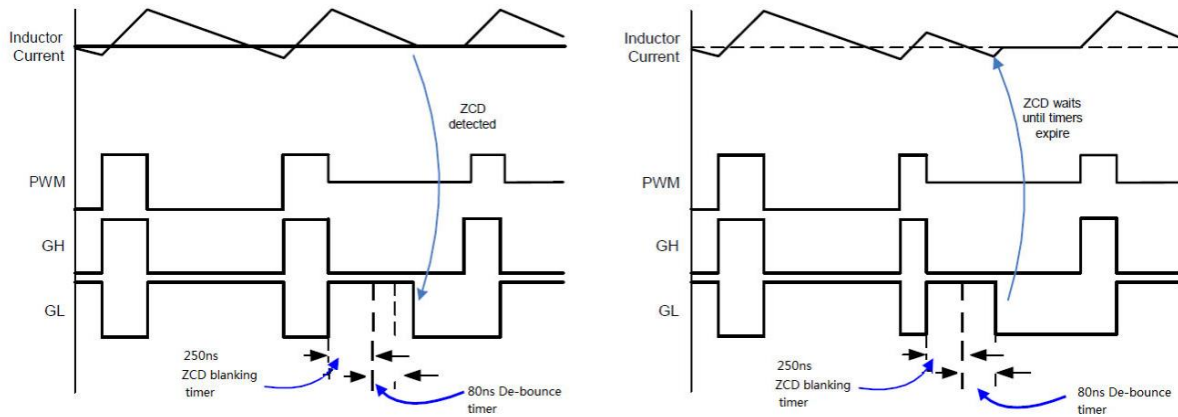 Inductor
Current
ZCD
detected
PWM
GH
GL
250ns
ZCD blanking
timer
80ns De-bounce
timer
Inductor
Current
ZCD waits
until timers
expire
PWM
GH
GL
250ns
ZCD blanking
timer
80ns De-bounce
timer